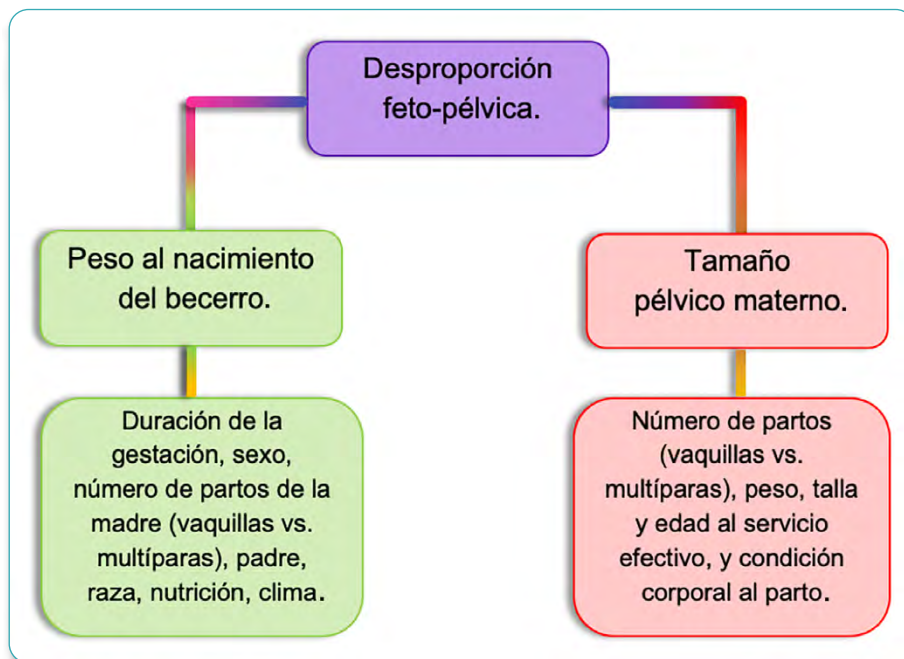 Desproporción
feto-pélvica.
Peso al nacimiento
del becerro.
Tamaño
pélvico materno.
Duración de la
gestación, sexo,
número de partos de la
madre (vaquillas vs.
multíparas), padre,
raza, nutrición, clima.
Número de partos
(vaquillas vs.
multíparas), peso, talla
y edad al servicio
efectivo, y condición
corporal al parto.